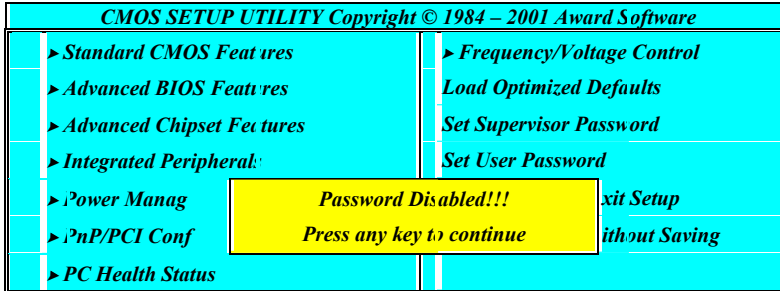 CMOS SETUP UTILITY Copyright © 1984 – 2001 Award Software
▸ Standard CMOS Features
▸ Advanced BIOS Features
▸ Advanced Chipset Features
▸ Integrated Peripherals
▸ Power Manag
▸ PnP/PCI Conf
▸ PC Health Status
▸ Frequency/Voltage Control
Load Optimized Defaults
Set Supervisor Password
Set User Password
xit Setup
ithout Saving
Password Disabled!!!
Press any key to continue